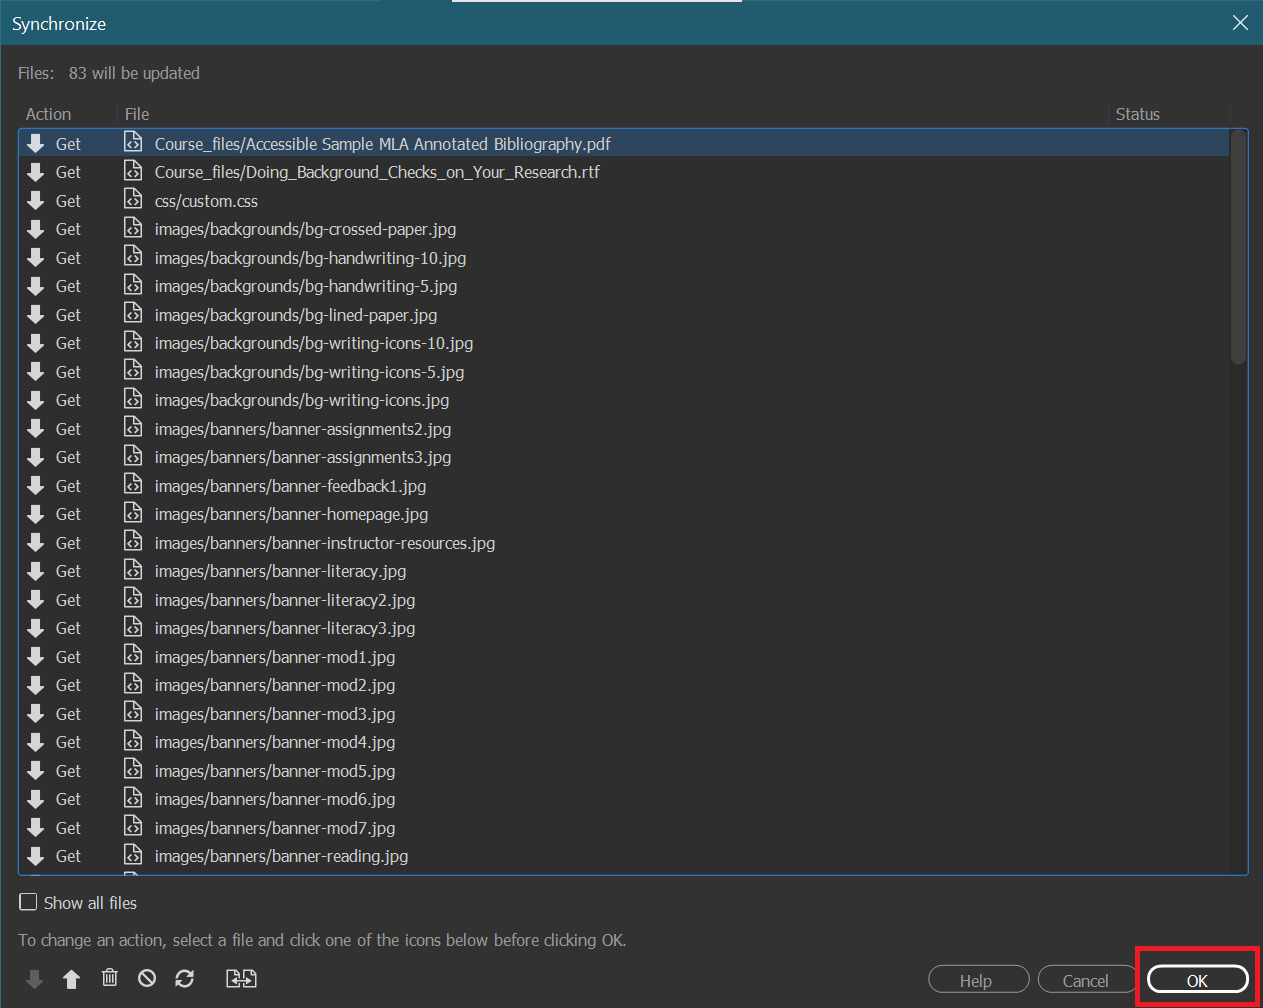 Synchronize
Files: 83 will be updated
Action File Status
Get Course_files/Accessible Sample MLA Annotated Bibliography.pdf
Get Course_files/Doing_Background_Checks_on_Your_Research.rtf
Get css/custom.css
Get images/backgrounds/bg-crossed-paper.jpg
Get images/backgrounds/bg-handwriting-10.jpg
Get images/backgrounds/bg-handwriting-5.jpg
Get images/backgrounds/bg-lined-paper.jpg
Get images/backgrounds/bg-writing-icons-10.jpg
Get images/backgrounds/bg-writing-icons-5.jpg
Get images/backgrounds/bg-writing-icons.jpg
Get images/banners/banner-assignments2.jpg
Get images/banners/banner-assignments3.jpg
Get images/banners/banner-feedback1.jpg
Get images/banners/banner-homepage.jpg
Get images/banners/banner-instructor-resources.jpg
Get images/banners/banner-literacy.jpg
Get images/banners/banner-literacy2.jpg
Get images/banners/banner-literacy3.jpg
Get images/banners/banner-mod1.jpg
Get images/banners/banner-mod2.jpg
Get images/banners/banner-mod3.jpg
Get images/banners/banner-mod4.jpg
Get images/banners/banner-mod5.jpg
Get images/banners/banner-mod6.jpg
Get images/banners/banner-mod7.jpg
Get images/banners/banner-reading.jpg
Show all files
To change an action, select a file and click one of the icons below before clicking OK.
Help Cancel OK